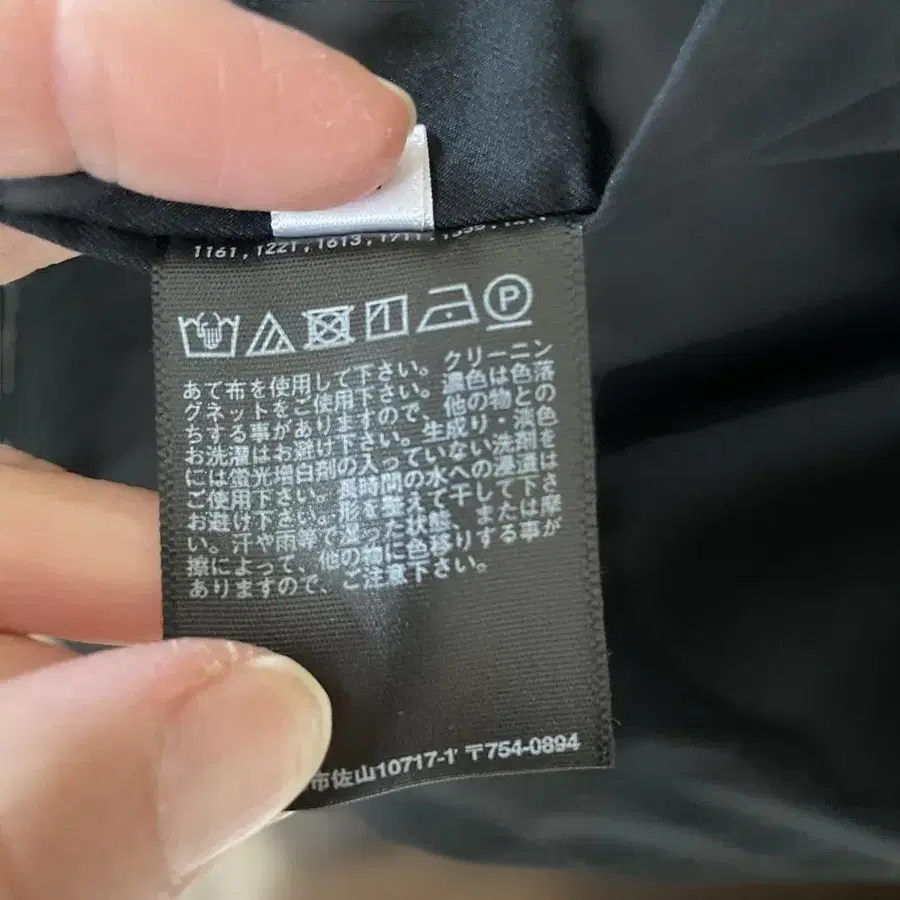 1161,1221,1613,1711,
P
あて布を使用して下さい。クリーニン
グネットをご使用下さい。濃色は色落
ちする事がありますので、他の物との
お洗濯はお避け下さい。生成り・淡色
には蛍光増白剤の入っていない洗剤を
ご使用下さい。長時間の水への浸漬は
お避け下さい。形を整えて干して下さ
い。汗や雨等で湿った状態、または摩
擦によって、他の物に色移りする事が
ありますので、ご注意下さい。
市佐山10717-1 〒754-0894